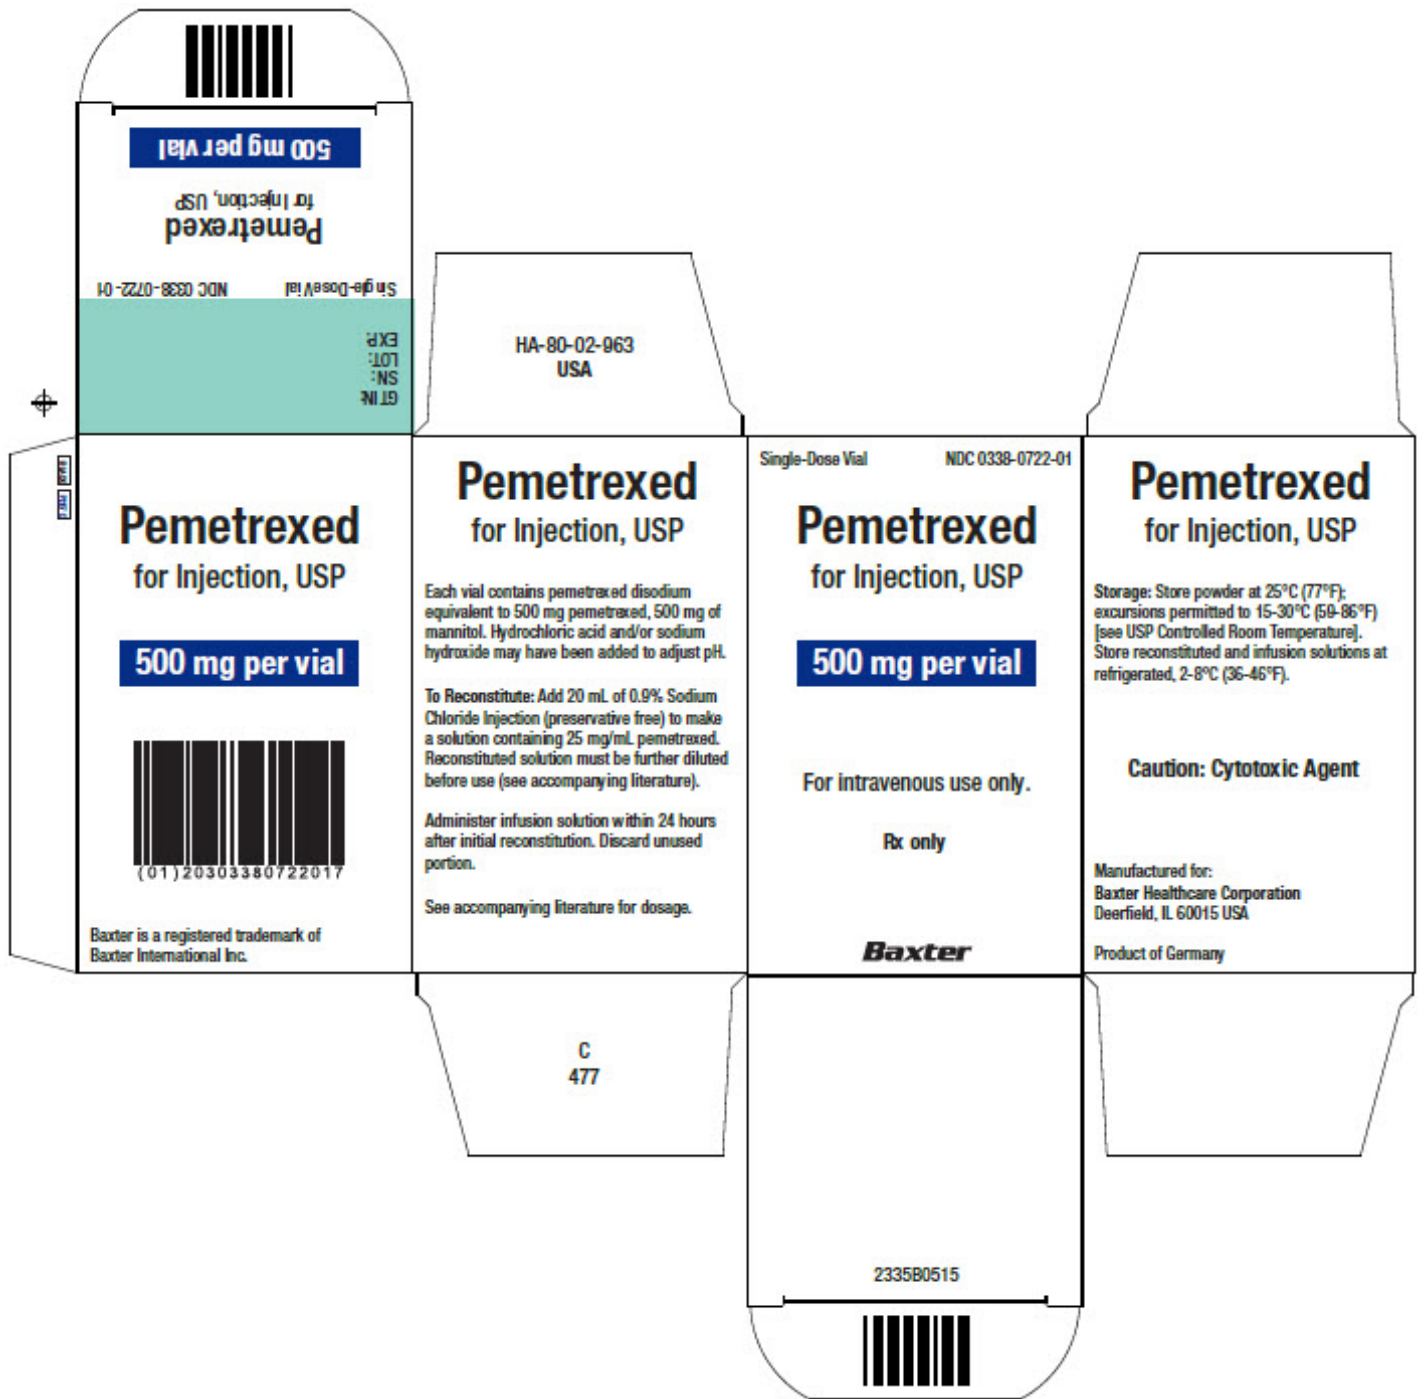 500 mg per vial
for Injection, USP
Pemetrexed
Single-Dose Vial NDC 0338-0722-01
EXP:
LOT:
SN:
GTIN:
HA-80-02-963
USA
Pemetrexed
for Injection, USP
500 mg per vial
(01)20303380722017
Baxter is a registered trademark of
Baxter International Inc.
Pemetrexed
for Injection, USP
Each vial contains pemetrexed disodium
equivalent to 500 mg pemetrexed, 500 mg of
mannitol. Hydrochloric acid and/or sodium
hydroxide may have been added to adjust pH.
To Reconstitute: Add 20 mL of 0.9% Sodium
Chloride Injection (preservative free) to make
a solution containing 25 mg/mL pemetrexed.
Reconstituted solution must be further diluted
before use (see accompanying literature).
Administer infusion solution within 24 hours
after initial reconstitution. Discard unused
portion.
See accompanying literature for dosage.
C
477
Single-Dose Vial NDC 0338-0722-01
Pemetrexed
for Injection, USP
500 mg per vial
For intravenous use only.
Rx only
Baxter
2335B0515
Pemetrexed
for Injection, USP
Storage: Store powder at 25°C (77°F);
excursions permitted to 15-30°C (59-86°F)
[see USP Controlled Room Temperature].
Store reconstituted and infusion solutions at
refrigerated, 2-8°C (36-46°F).
Caution: Cytotoxic Agent
Manufactured for:
Baxter Healthcare Corporation
Deerfield, IL 60015 USA
Product of Germany